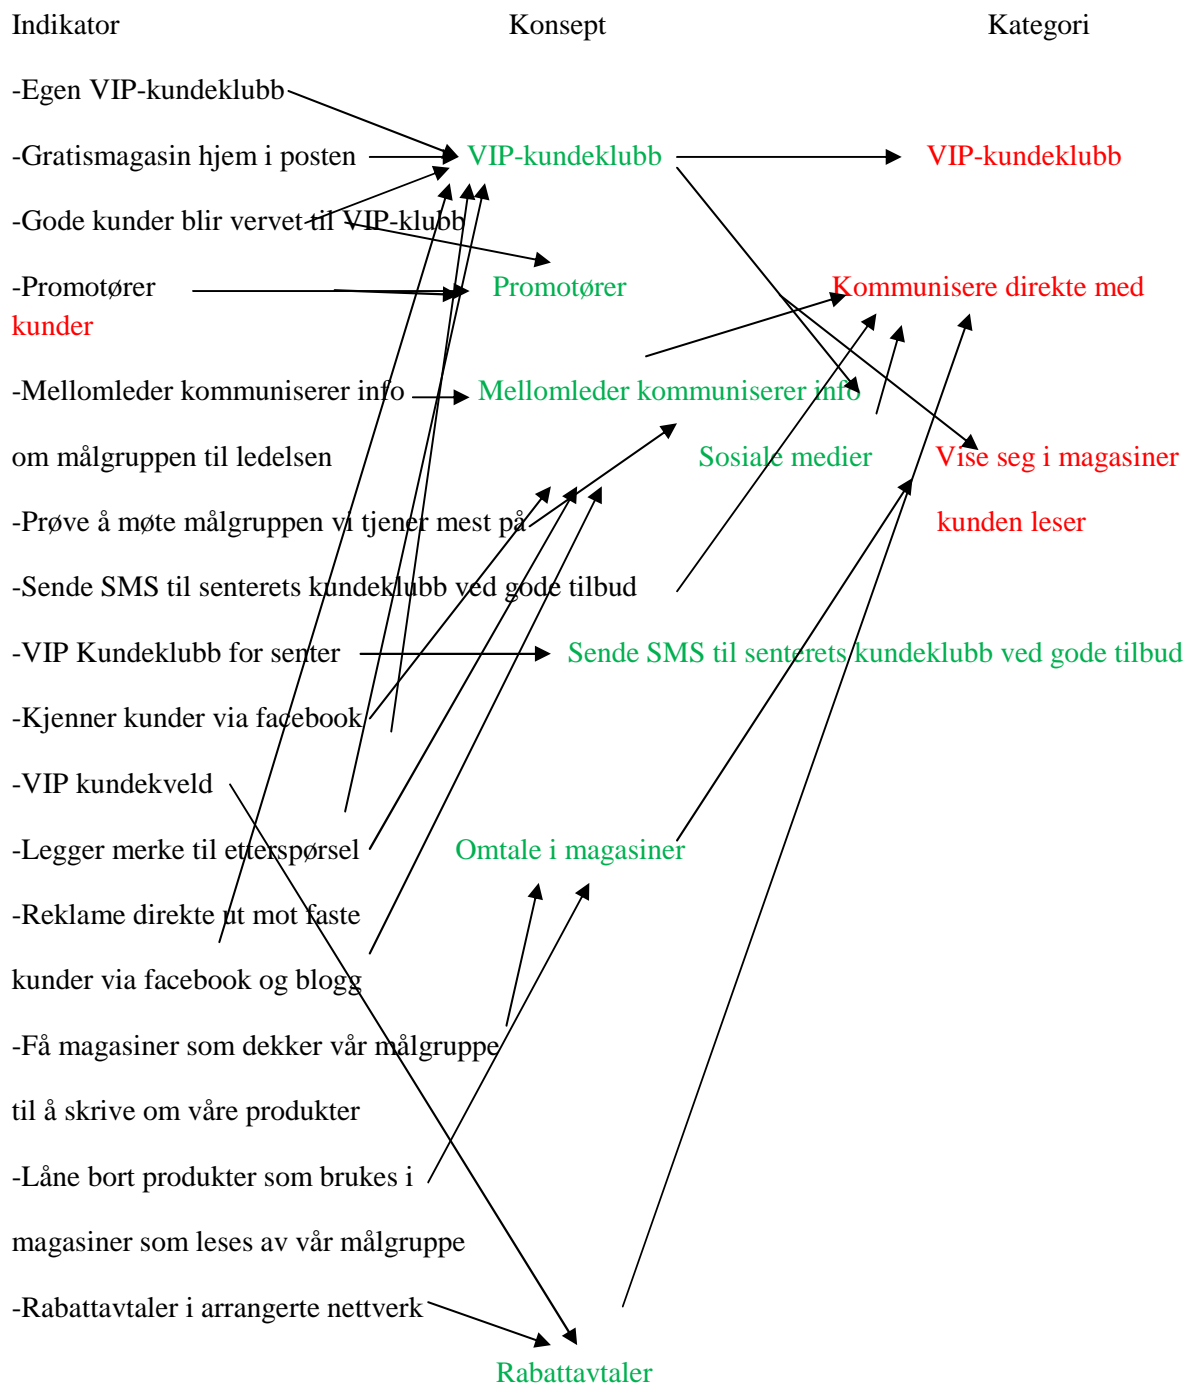 Indikator Konsept Kategori
-Egen VIP-kundeklubb
-Gratismagasin hjem i posten VIP-kundeklubb VIP-kundeklubb
-Gode kunder blir vervet til VIP-klubb
-Promotører Promotører Kommunisere direkte med
kunder
-Mellomleder kommuniserer info Mellomleder kommuniserer info
om målgruppen til ledelsen Sosiale medier Vise seg i magasiner
-Prøve å møte målgruppen vi tjener mest på kunden leser
-Sende SMS til senterets kundeklubb ved gode tilbud
-VIP Kundeklubb for senter Sende SMS til senterets kundeklubb ved gode tilbud
-Kjenner kunder via facebook
-VIP kundekveld
-Legger merke til etterspørsel Omtale i magasiner
-Reklame direkte ut mot faste
kunder via facebook og blogg
-Få magasiner som dekker vår målgruppe
til å skrive om våre produkter
-Låne bort produkter som brukes i
magasiner som leses av vår målgruppe
-Rabattavtaler i arrangerte nettverk
Rabattavtaler